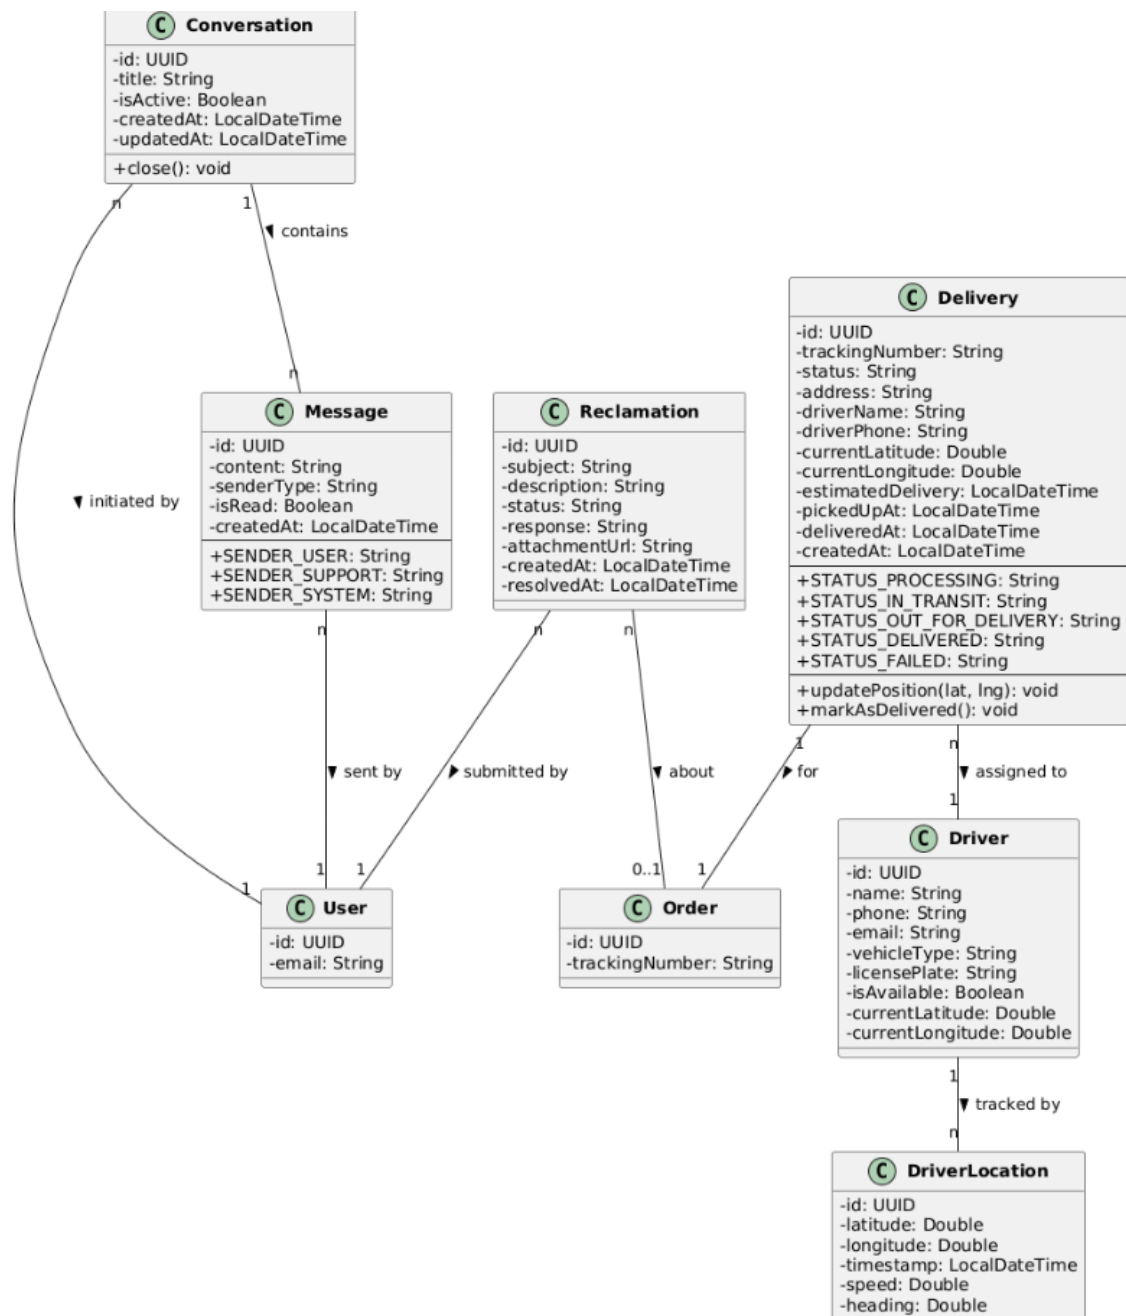 C Conversation
-id: UUID
-title: String
-isActive: Boolean
-createdAt: LocalDateTime
-updatedAt: LocalDateTime
+close(): void
n
1
contains
n
initiated by
C Message
-id: UUID
-content: String
-senderType: String
-isRead: Boolean
-createdAt: LocalDateTime
+SENDER_USER: String
+SENDER_SUPPORT: String
+SENDER_SYSTEM: String
n
sent by
1
1
C Reclamation
-id: UUID
-subject: String
-description: String
-status: String
-response: String
-attachmentUrl: String
-createdAt: LocalDateTime
-resolvedAt: LocalDateTime
n
n
submitted by
about
1
0..1
C Delivery
-id: UUID
-trackingNumber: String
-status: String
-address: String
-driverName: String
-driverPhone: String
-currentLatitude: Double
-currentLongitude: Double
-estimatedDelivery: LocalDateTime
-pickedUpAt: LocalDateTime
-deliveredAt: LocalDateTime
-createdAt: LocalDateTime
+STATUS_PROCESSING: String
+STATUS_IN_TRANSIT: String
+STATUS_OUT_FOR_DELIVERY: String
+STATUS_DELIVERED: String
+STATUS_FAILED: String
+updatePosition(lat, lng): void
+markAsDelivered(): void
1
n
for
assigned to
1
1
C User
-id: UUID
-email: String
C Order
-id: UUID
-trackingNumber: String
C Driver
-id: UUID
-name: String
-phone: String
-email: String
-vehicleType: String
-licensePlate: String
-isAvailable: Boolean
-currentLatitude: Double
-currentLongitude: Double
1
tracked by
n
C DriverLocation
-id: UUID
-latitude: Double
-longitude: Double
-timestamp: LocalDateTime
-speed: Double
-heading: Double